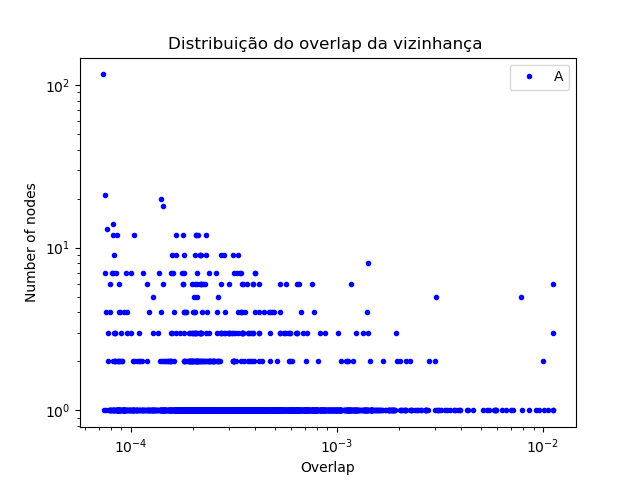 Distribuição do overlap da vizinhança
A
Number of nodes
10²
10¹
10⁰
10⁻⁴
10⁻³
10⁻²
Overlap